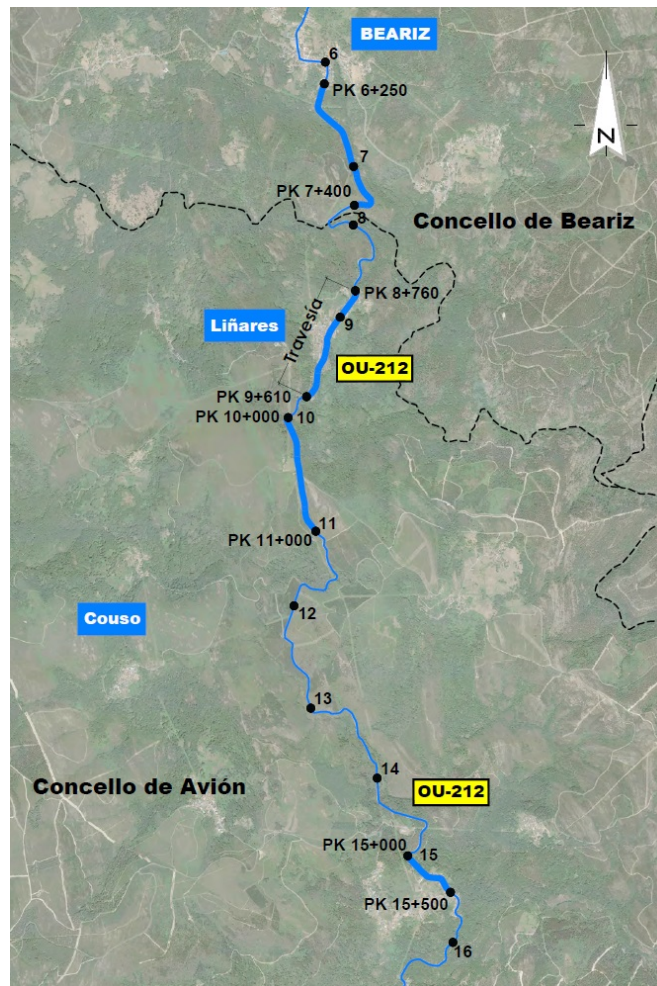 BEARIZ
6
PK 6+250
N
7
PK 7+400
8
Concello de Beariz
PK 8+760
Travesía
Liñares
9
OU-212
PK 9+610
PK 10+000
10
11
PK 11+000
12
Couso
13
14
Concello de Avión
OU-212
PK 15+000
15
PK 15+500
16